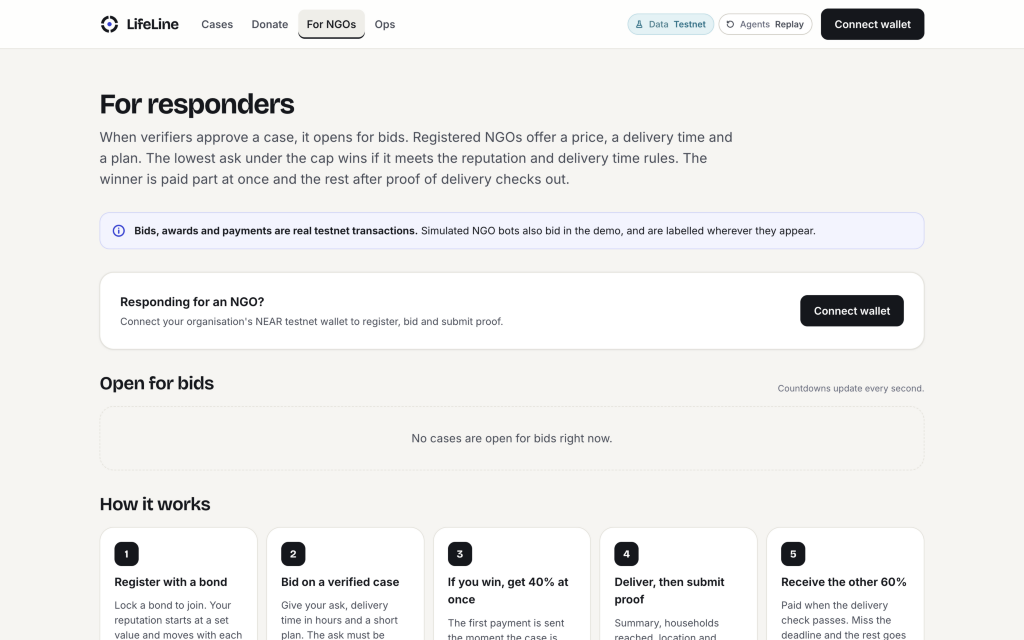 LifeLine Cases Donate For NGOs Ops Data Testnet Agents Replay Connect wallet
For responders
When verifiers approve a case, it opens for bids. Registered NGOs offer a price, a delivery time and
a plan. The lowest ask under the cap wins if it meets the reputation and delivery time rules. The
winner is paid part at once and the rest after proof of delivery checks out.
Bids, awards and payments are real testnet transactions. Simulated NGO bots also bid in the demo, and are labelled wherever they appear.
Responding for an NGO?
Connect your organisation's NEAR testnet wallet to register, bid and submit proof.
Connect wallet
Open for bids
Countdowns update every second.
No cases are open for bids right now.
How it works
1
Register with a bond
Lock a bond to join. Your
reputation starts at a set
value and moves with each
2
Bid on a verified case
Give your ask, delivery
time in hours and a short
plan. The ask must be
3
If you win, get 40% at
once
The first payment is sent
the moment the case is
4
Deliver, then submit
proof
Summary, households
reached, location and
5
Receive the other 60%
Paid when the delivery
check passes. Miss the
deadline and the rest goes